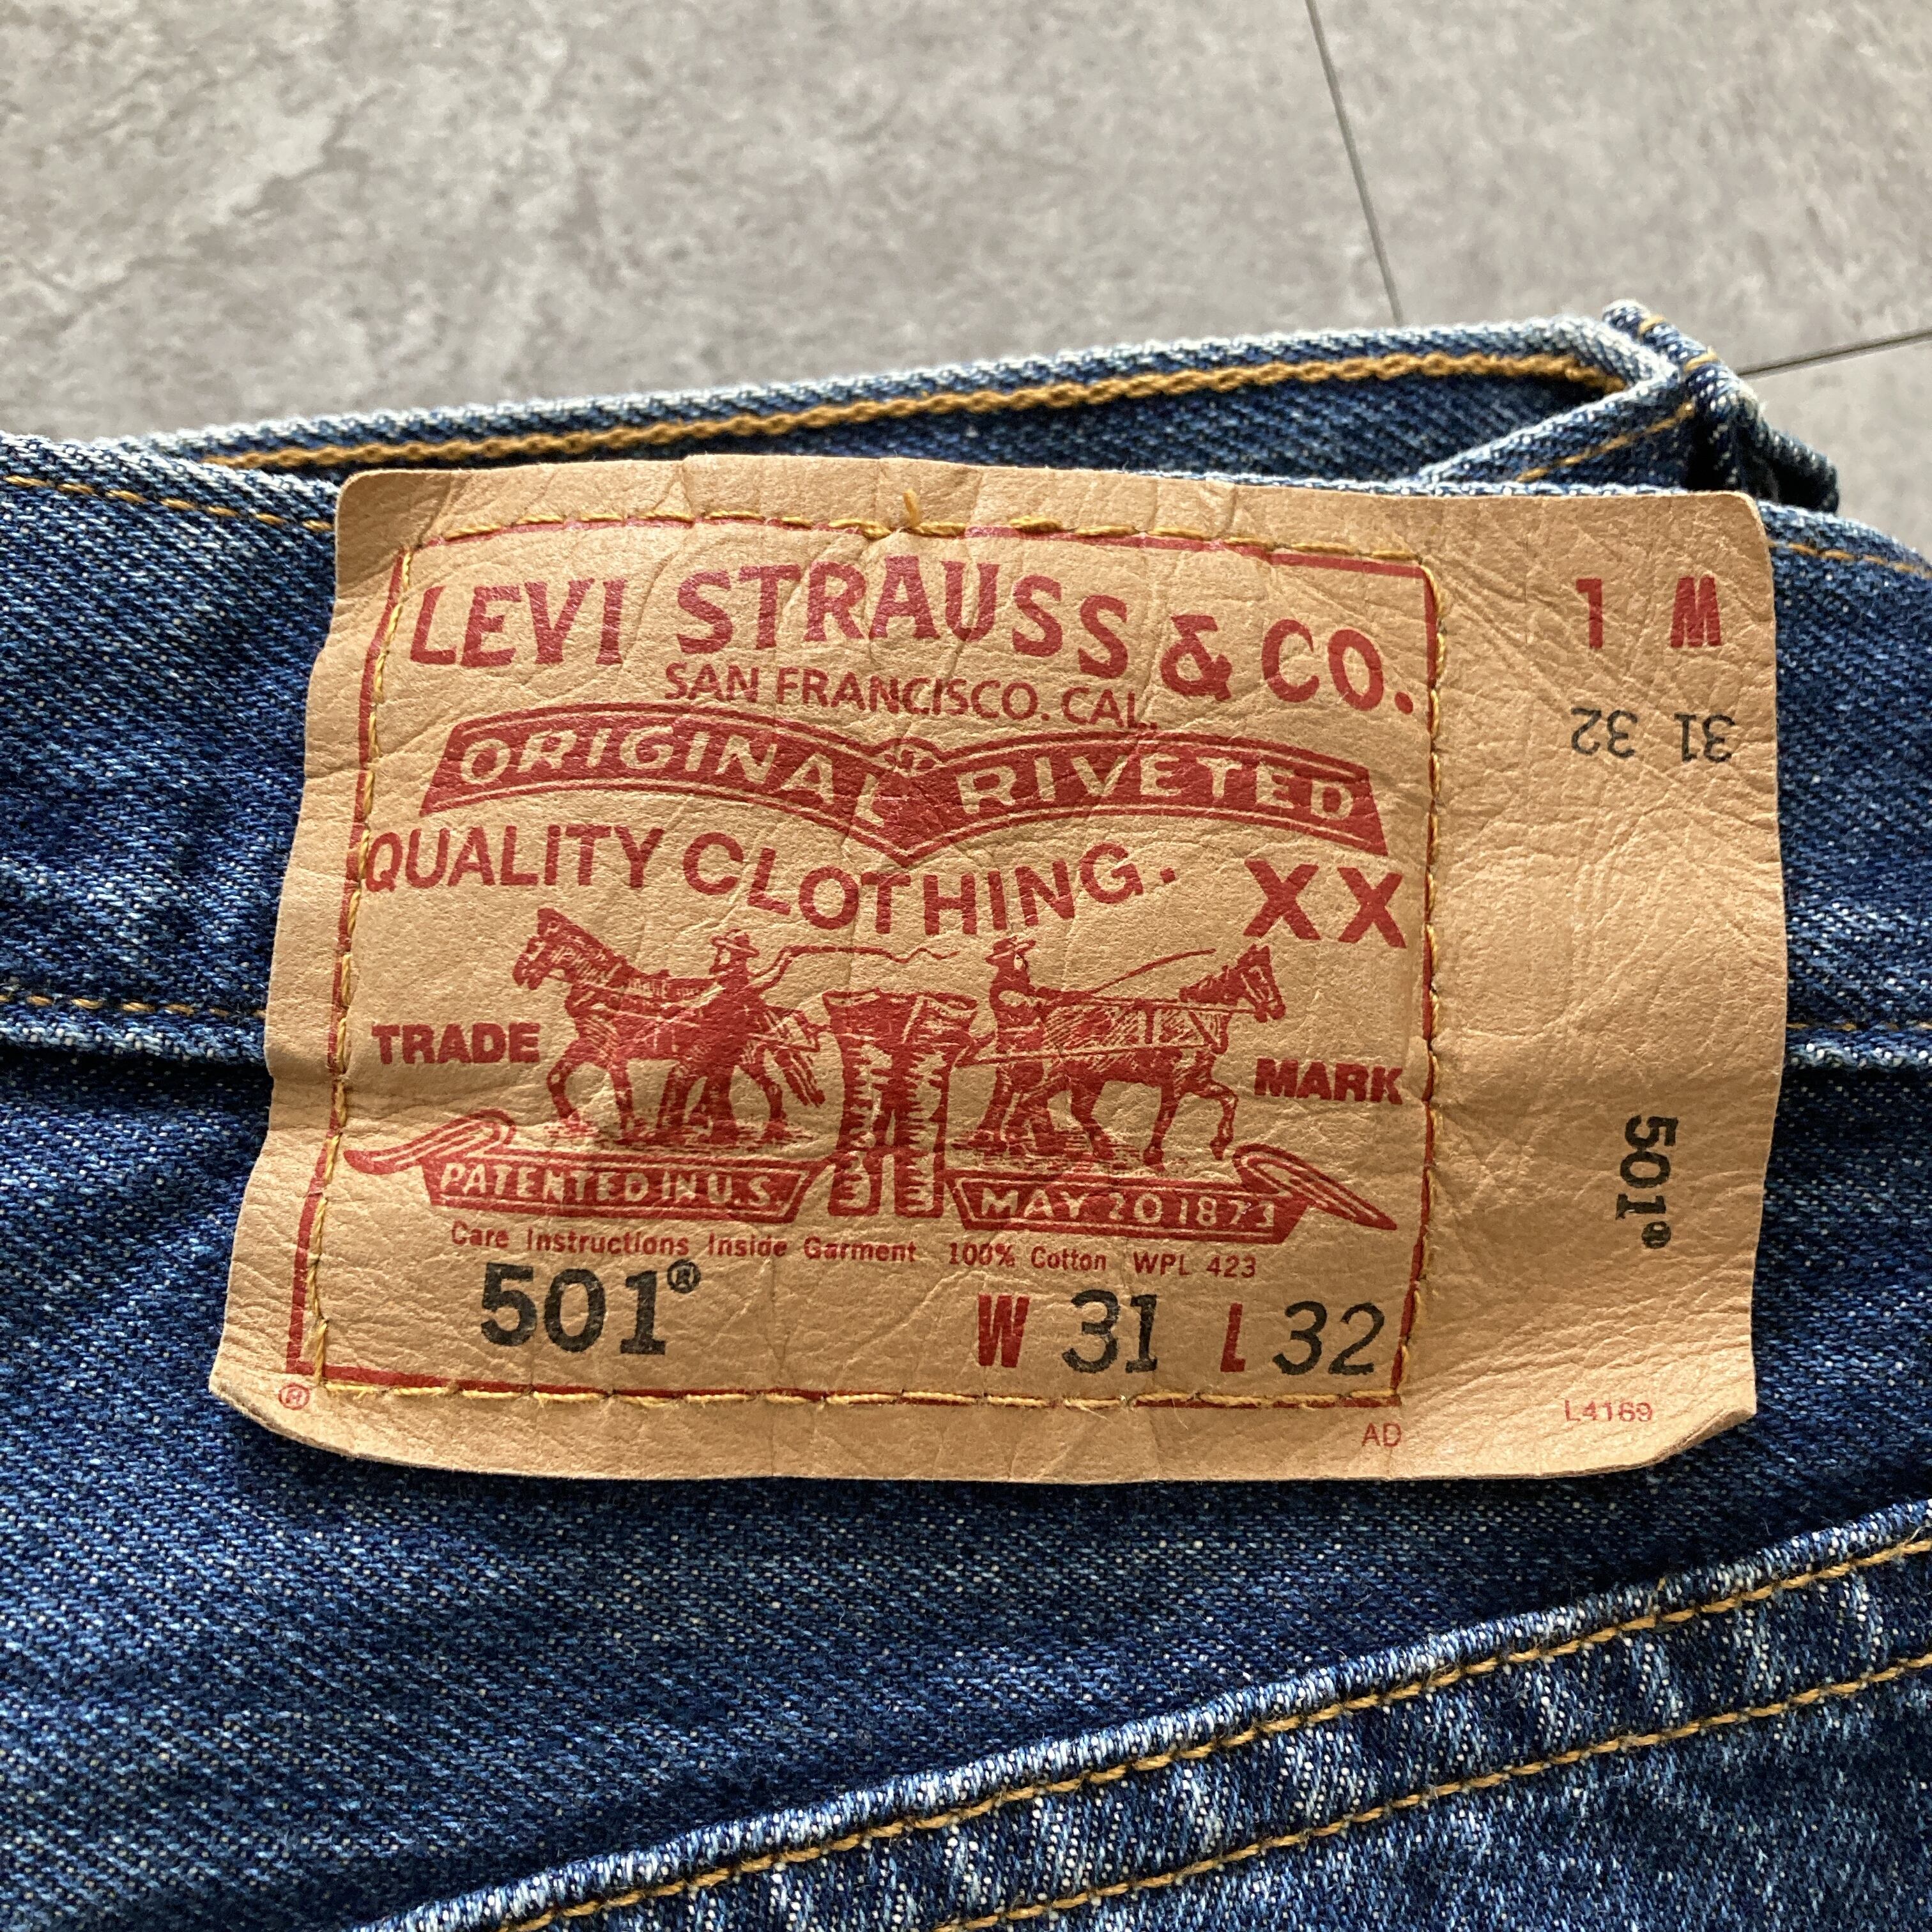 LEVI STRAUSS & CO.
SAN FRANCISCO. CAL.
ORIGINAL RIVETED
QUALITY CLOTHING. XX
TRADE MARK
PATENTED IN U.S. MAY 20 1873
Care Instructions Inside Garment 100% Cotton WPL 423
501® W 31 L 32
®
AD
W L
31 32
501®
L4169